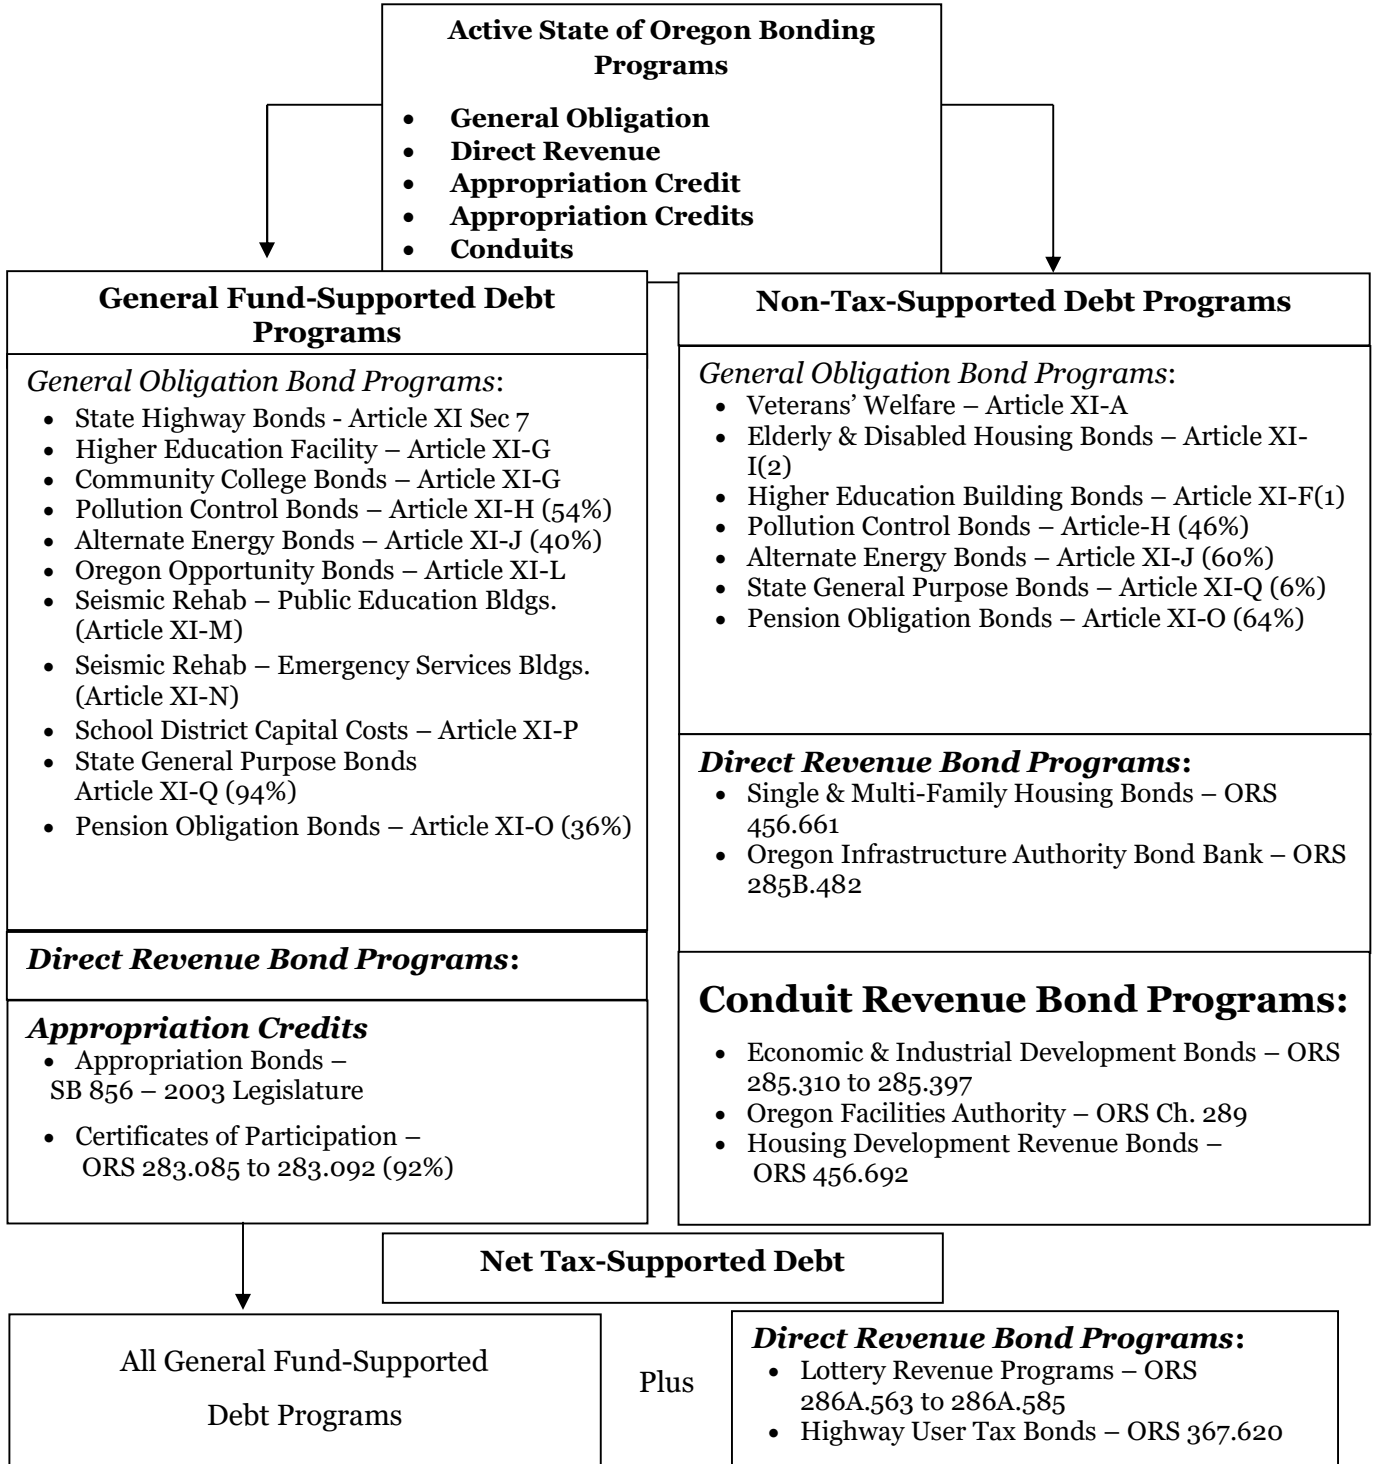 Active State of Oregon Bonding
Programs
• General Obligation
• Direct Revenue
• Appropriation Credit
• Appropriation Credits
• Conduits
General Fund-Supported Debt
Programs
General Obligation Bond Programs:
• State Highway Bonds - Article XI Sec 7
• Higher Education Facility – Article XI-G
• Community College Bonds – Article XI-G
• Pollution Control Bonds – Article XI-H (54%)
• Alternate Energy Bonds – Article XI-J (40%)
• Oregon Opportunity Bonds – Article XI-L
• Seismic Rehab – Public Education Bldgs.
(Article XI-M)
• Seismic Rehab – Emergency Services Bldgs.
(Article XI-N)
• School District Capital Costs – Article XI-P
• State General Purpose Bonds
Article XI-Q (94%)
• Pension Obligation Bonds – Article XI-O (36%)
Direct Revenue Bond Programs:
Appropriation Credits
• Appropriation Bonds –
SB 856 – 2003 Legislature
• Certificates of Participation –
ORS 283.085 to 283.092 (92%)
Non-Tax-Supported Debt Programs
General Obligation Bond Programs:
• Veterans’ Welfare – Article XI-A
• Elderly & Disabled Housing Bonds – Article XI-
I(2)
• Higher Education Building Bonds – Article XI-F(1)
• Pollution Control Bonds – Article-H (46%)
• Alternate Energy Bonds – Article XI-J (60%)
• State General Purpose Bonds – Article XI-Q (6%)
• Pension Obligation Bonds – Article XI-O (64%)
Direct Revenue Bond Programs:
• Single & Multi-Family Housing Bonds – ORS
456.661
• Oregon Infrastructure Authority Bond Bank – ORS
285B.482
Conduit Revenue Bond Programs:
• Economic & Industrial Development Bonds – ORS
285.310 to 285.397
• Oregon Facilities Authority – ORS Ch. 289
• Housing Development Revenue Bonds –
ORS 456.692
Net Tax-Supported Debt
All General Fund-Supported
Debt Programs
Plus
Direct Revenue Bond Programs:
• Lottery Revenue Programs – ORS
286A.563 to 286A.585
• Highway User Tax Bonds – ORS 367.620